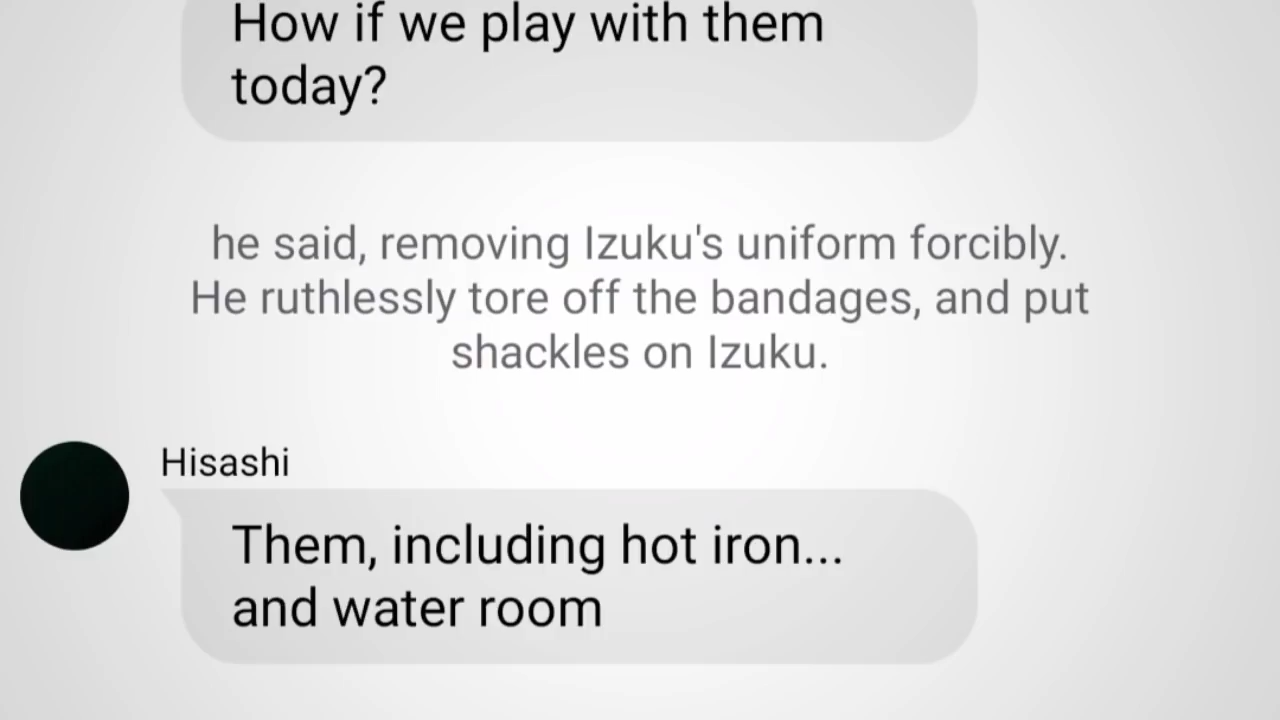 How if we play with them
today?
he said, removing Izuku's uniform forcibly.
He ruthlessly tore off the bandages, and put
shackles on Izuku.
Hisashi
Them, including hot iron...
and water room